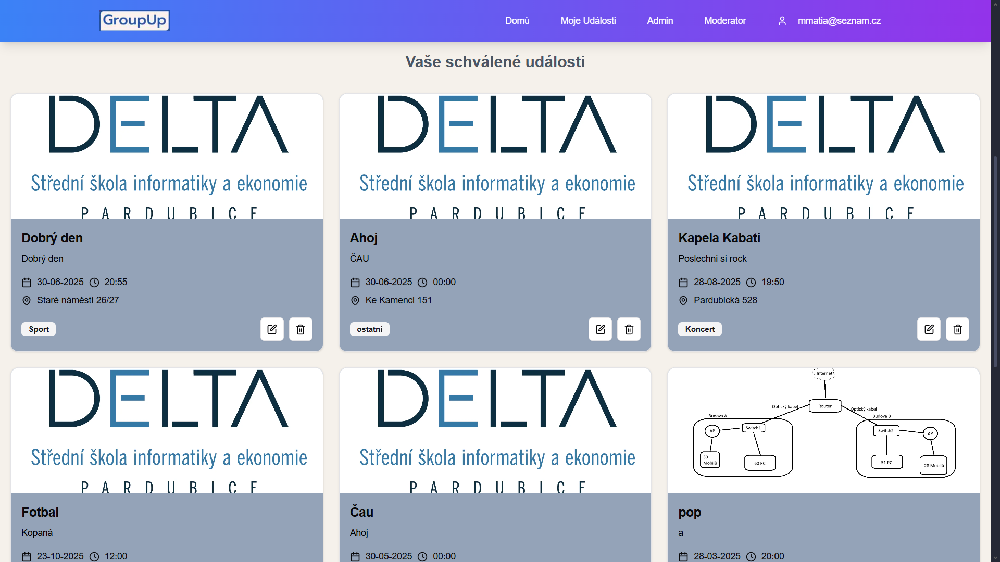 GroupUp Domů Moje Události Admin Moderator mmatia@seznam.cz
Vaše schválené události
DELTA
Střední škola informatiky a ekonomie
PARDUBICE
Dobrý den
Dobrý den
30-06-2025 20:55
Staré náměstí 26/27
Sport
DELTA
Střední škola informatiky a ekonomie
PARDUBICE
Ahoj
ČAU
30-06-2025 00:00
Ke Kamenci 151
ostatní
DELTA
Střední škola informatiky a ekonomie
PARDUBICE
Kapela Kabati
Poslechni si rock
28-08-2025 19:50
Pardubická 528
Koncert
DELTA
Střední škola informatiky a ekonomie
PARDUBICE
Fotbal
Kopaná
23-10-2025 12:00
DELTA
Střední škola informatiky a ekonomie
PARDUBICE
Čau
Ahoj
30-05-2025 00:00
Internet
Router
Optický kabel
Optický kabel
Budova A
Budova B
AP
Switch1
Switch2
AP
30
Mobilů
60 PC
51 PC
28 Mobilů
pop
a
28-03-2025 20:00